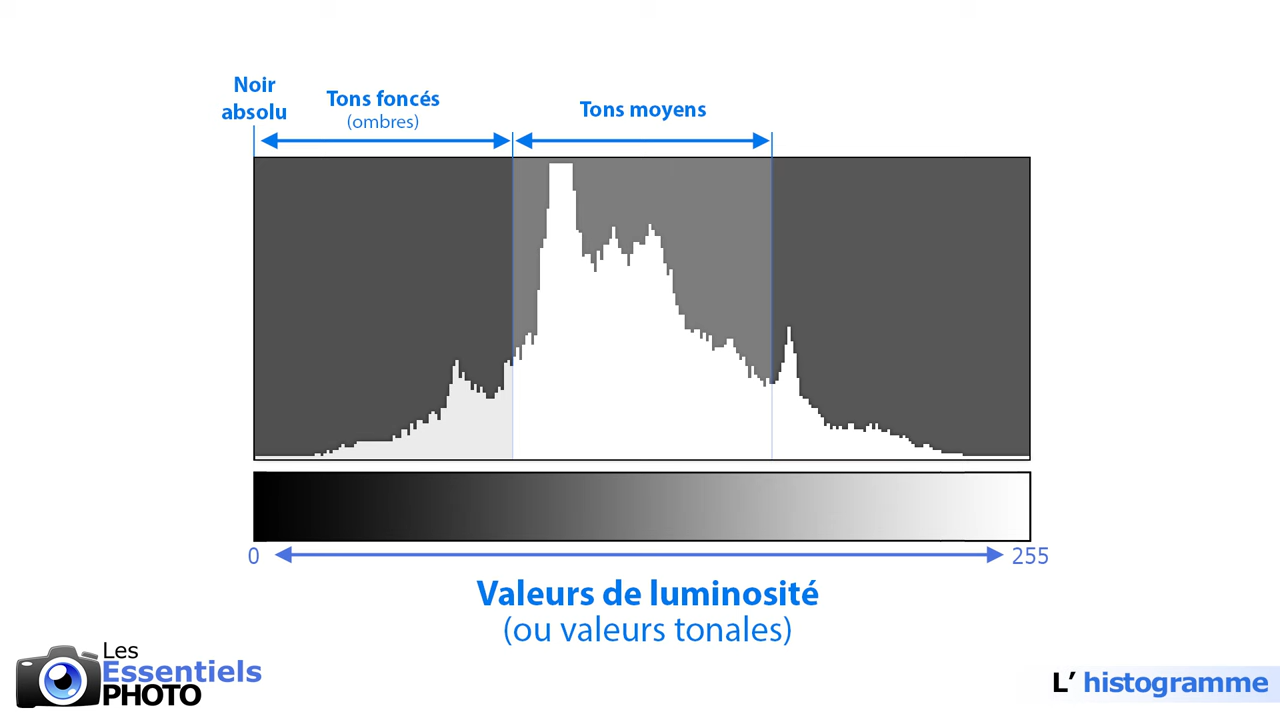 Noir
absolu
Tons foncés
(ombres)
Tons moyens
0
255
Valeurs de luminosité
(ou valeurs tonales)
Les
Essentiels
PHOTO
L’ histogramme